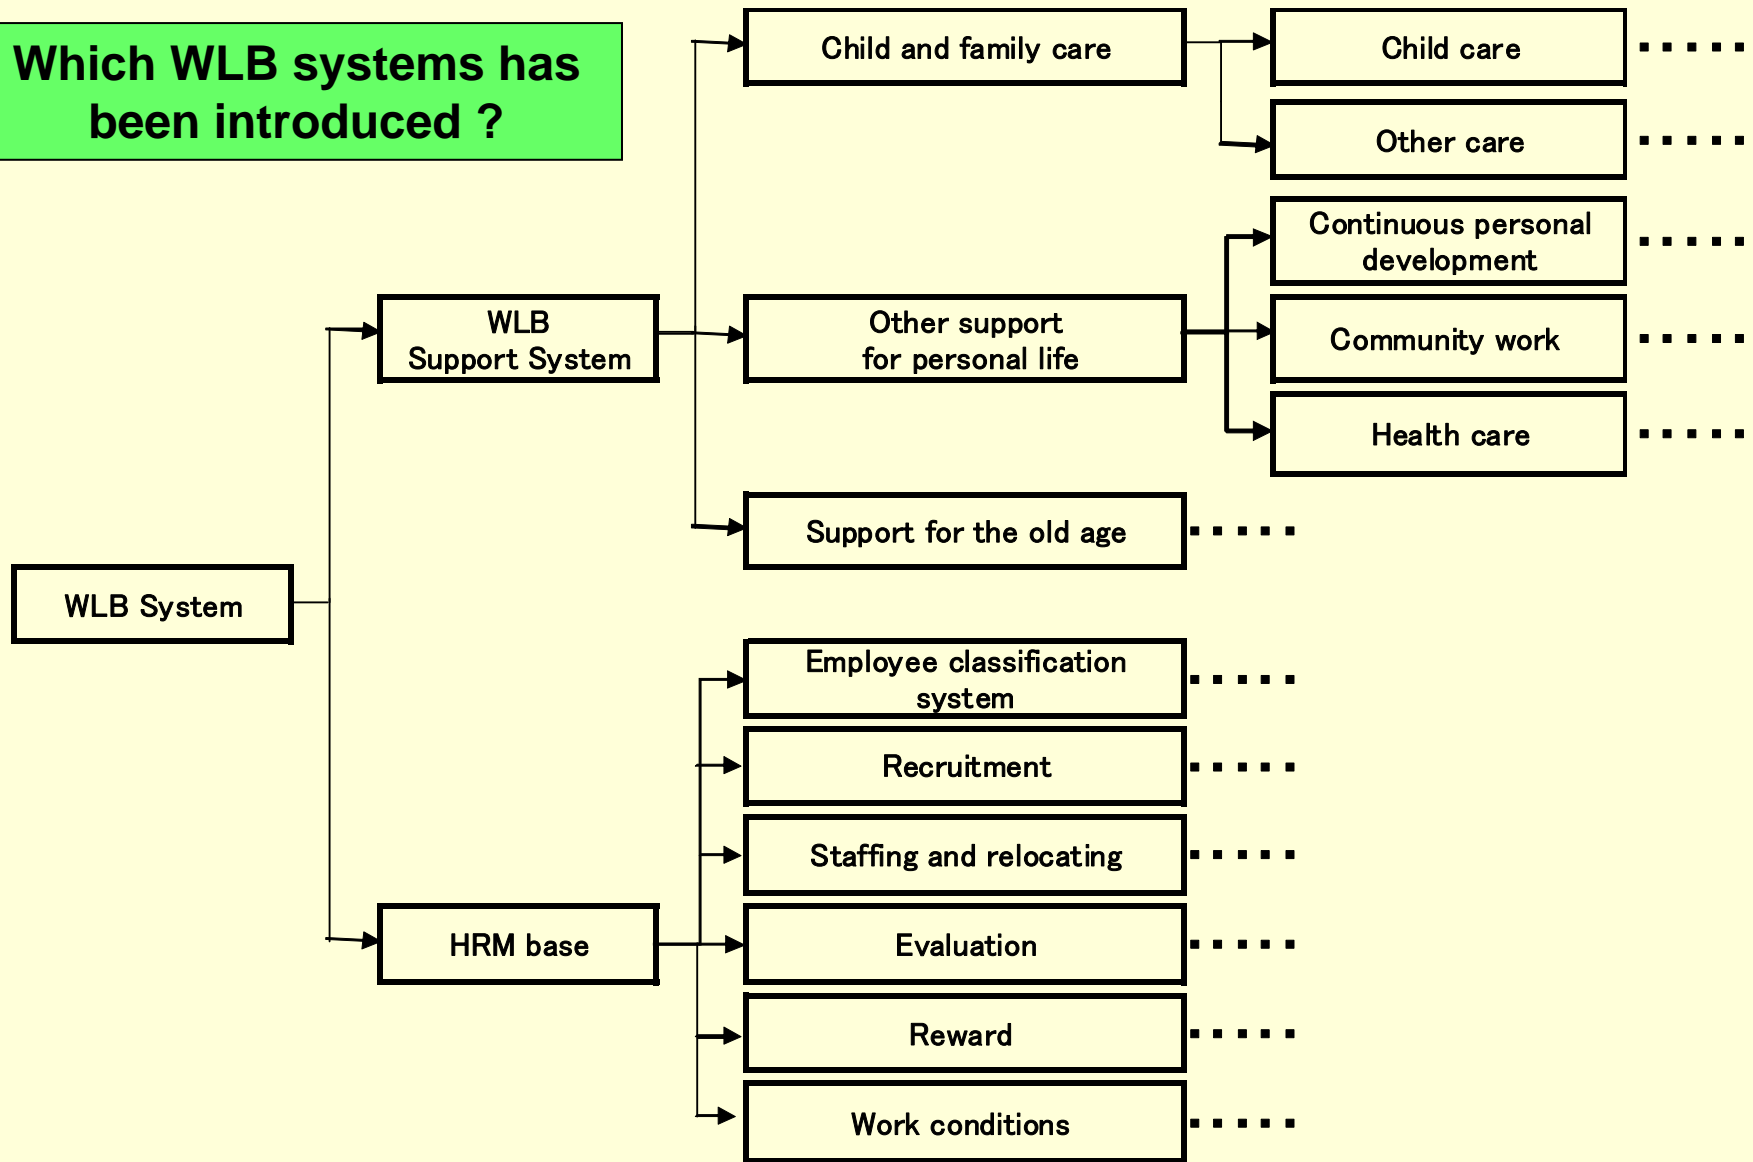 Which WLB systems has
been introduced ?
Child and family care
Child care
Other care
Continuous personal
development
WLB
Support System
Other support
for personal life
Community work
Health care
Support for the old age
WLB System
Employee classification
system
Recruitment
Staffing and relocating
HRM base
Evaluation
Reward
Work conditions